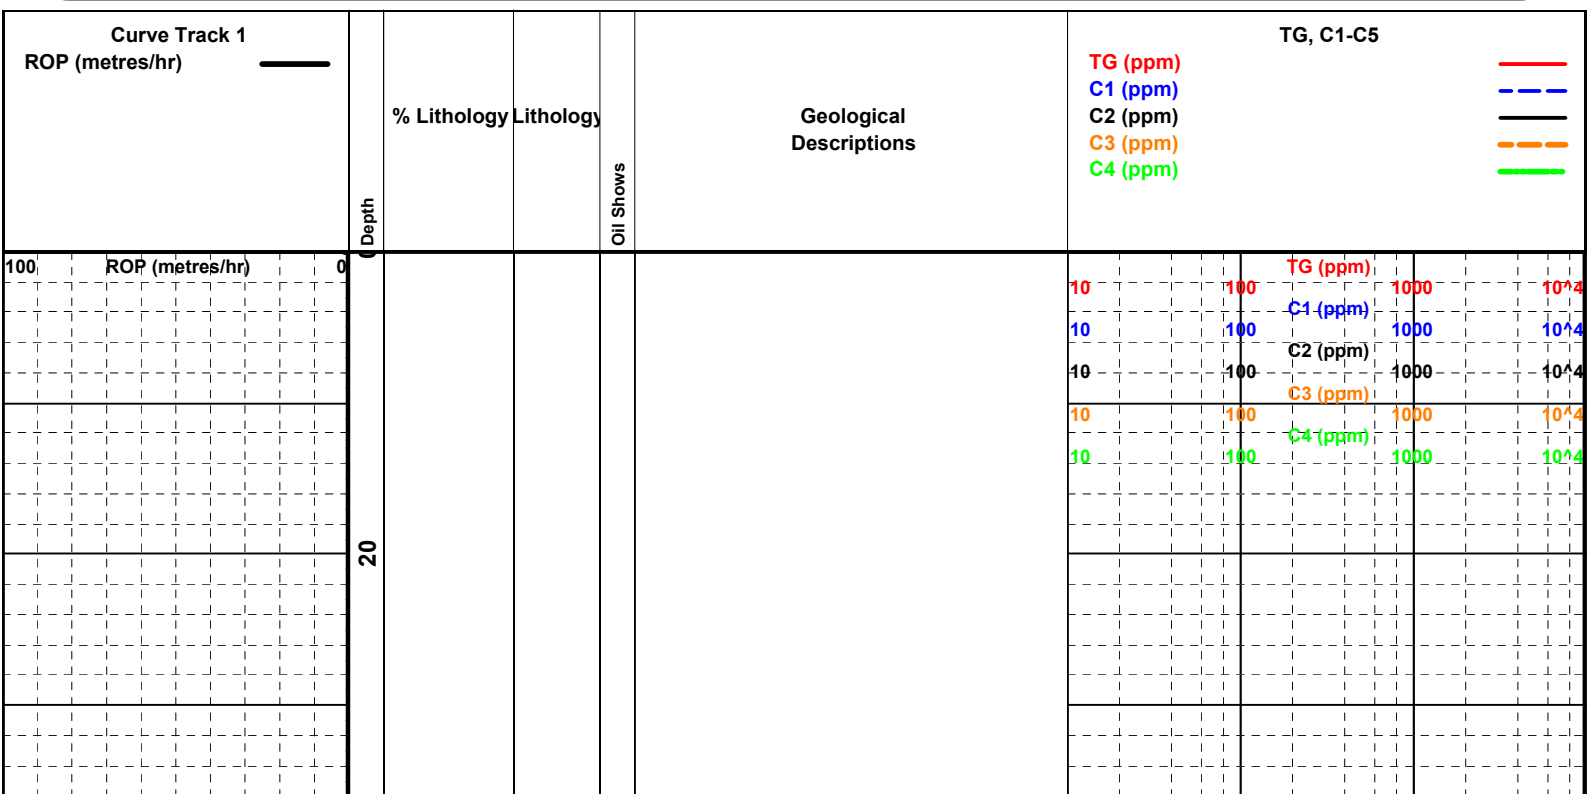 Curve Track 1
ROP (metres/hr)
Depth
% Lithology
Lithology
Oil Shows
Geological
Descriptions
TG, C1-C5
TG (ppm)
C1 (ppm)
C2 (ppm)
C3 (ppm)
C4 (ppm)
100 ROP (metres/hr) 0
0
20
TG (ppm)
10 100 1000 10^4
C1 (ppm)
10 100 1000 10^4
C2 (ppm)
10 100 1000 10^4
C3 (ppm)
10 100 1000 10^4
C4 (ppm)
10 100 1000 10^4